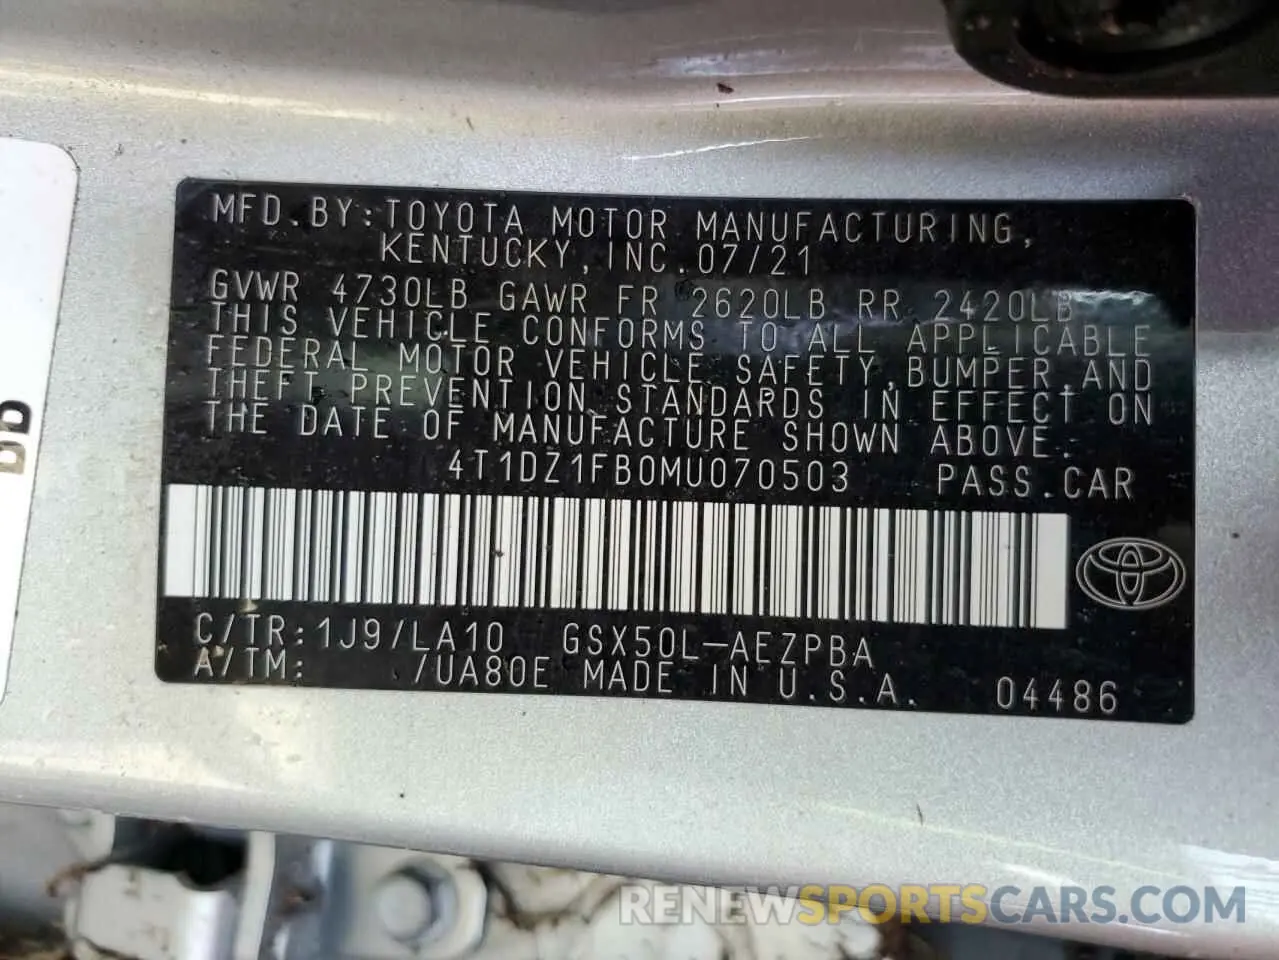 MFD.BY:TOYOTA MOTOR MANUFACTURING,
KENTUCKY,INC.07/21
GVWR 4730LB GAWR FR 2620LB RR 2420LB
THIS VEHICLE CONFORMS TO ALL APPLICABLE
FEDERAL MOTOR VEHICLE SAFETY,BUMPER,AND
THEFT PREVENTION STANDARDS IN EFFECT ON
THE DATE OF MANUFACTURE SHOWN ABOVE.
4T1DZ1FB0MU070503 PASS.CAR
C/TR:1J9/LA10 GSX50L-AEZPBA
A/TM: /UA80E MADE IN U.S.A. 04486
RENEWSPORTSCARS.COM